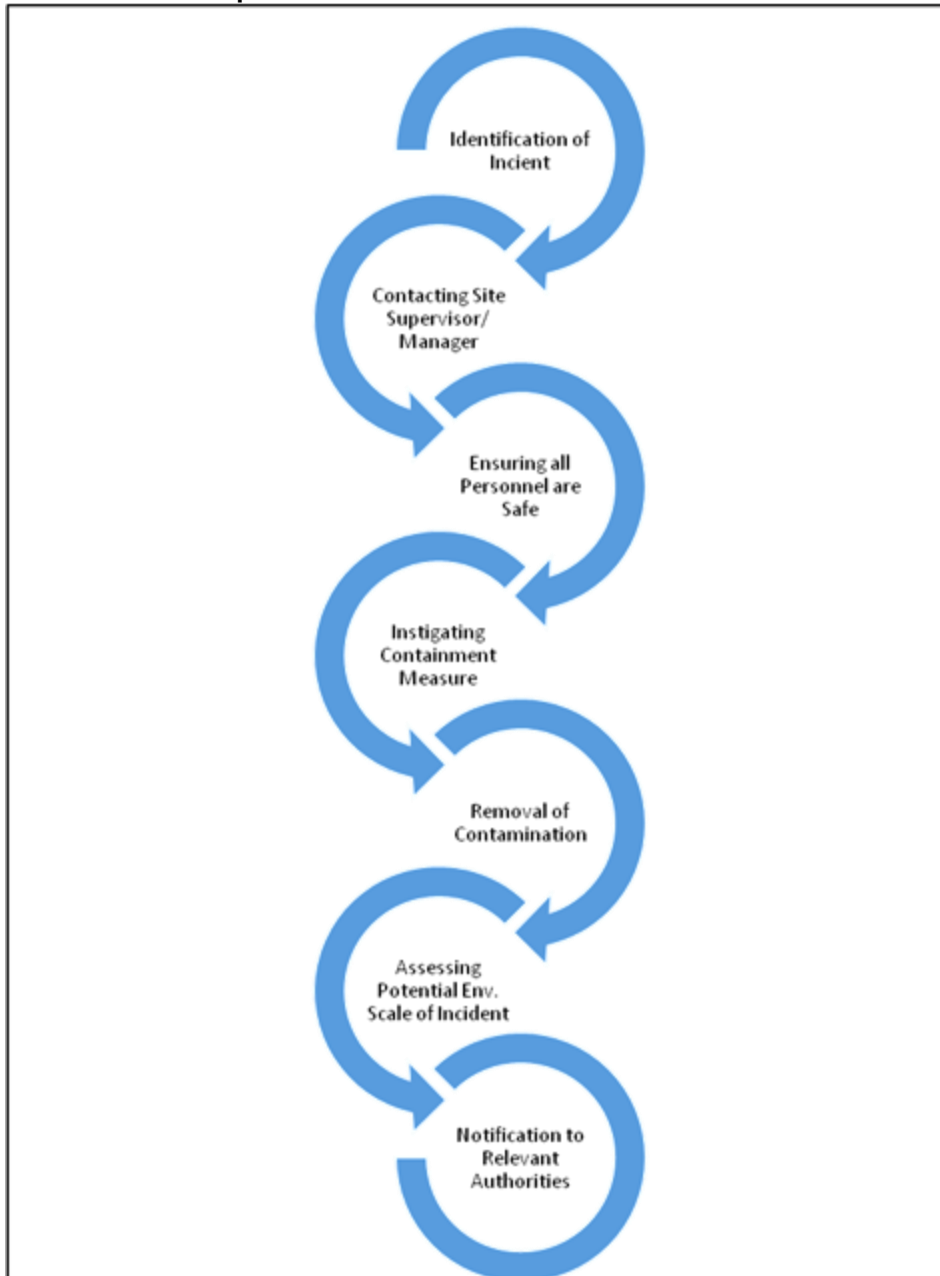 Identification of
Incient
Contacting Site
Supervisor/
Manager
Ensuring all
Personnel are
Safe
Instigating
Containment
Measure
Removal of
Contamination
Assessing
Potential Env.
Scale of Incident
Notification to
Relevant
Authorities